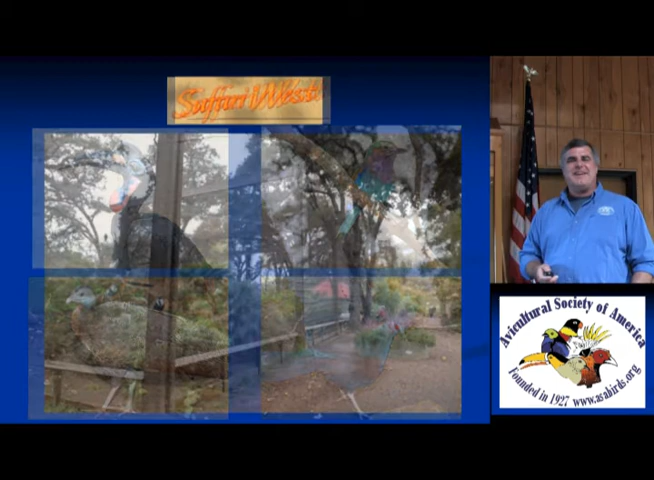 Safari West
Avicultural Society of America
Founded in 1927 www.asabirds.org